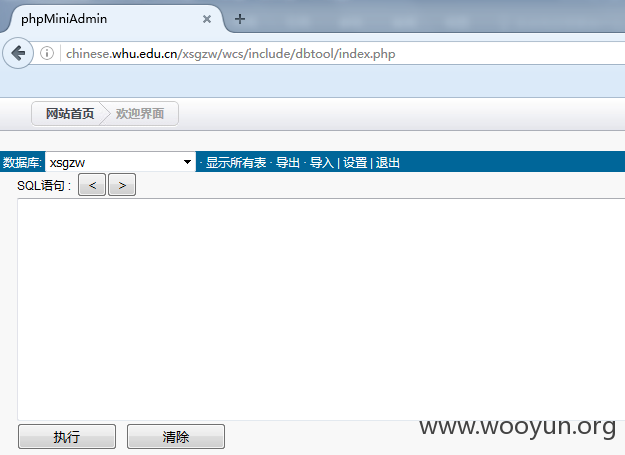 phpMiniAdmin
chinese.whu.edu.cn/xsgzw/wcs/include/dbtool/index.php
网站首页 欢迎界面
数据库: xsgzw · 显示所有表 · 导出 · 导入 | 设置 | 退出
SQL语句： < >
www.wooyun.org
执行 清除